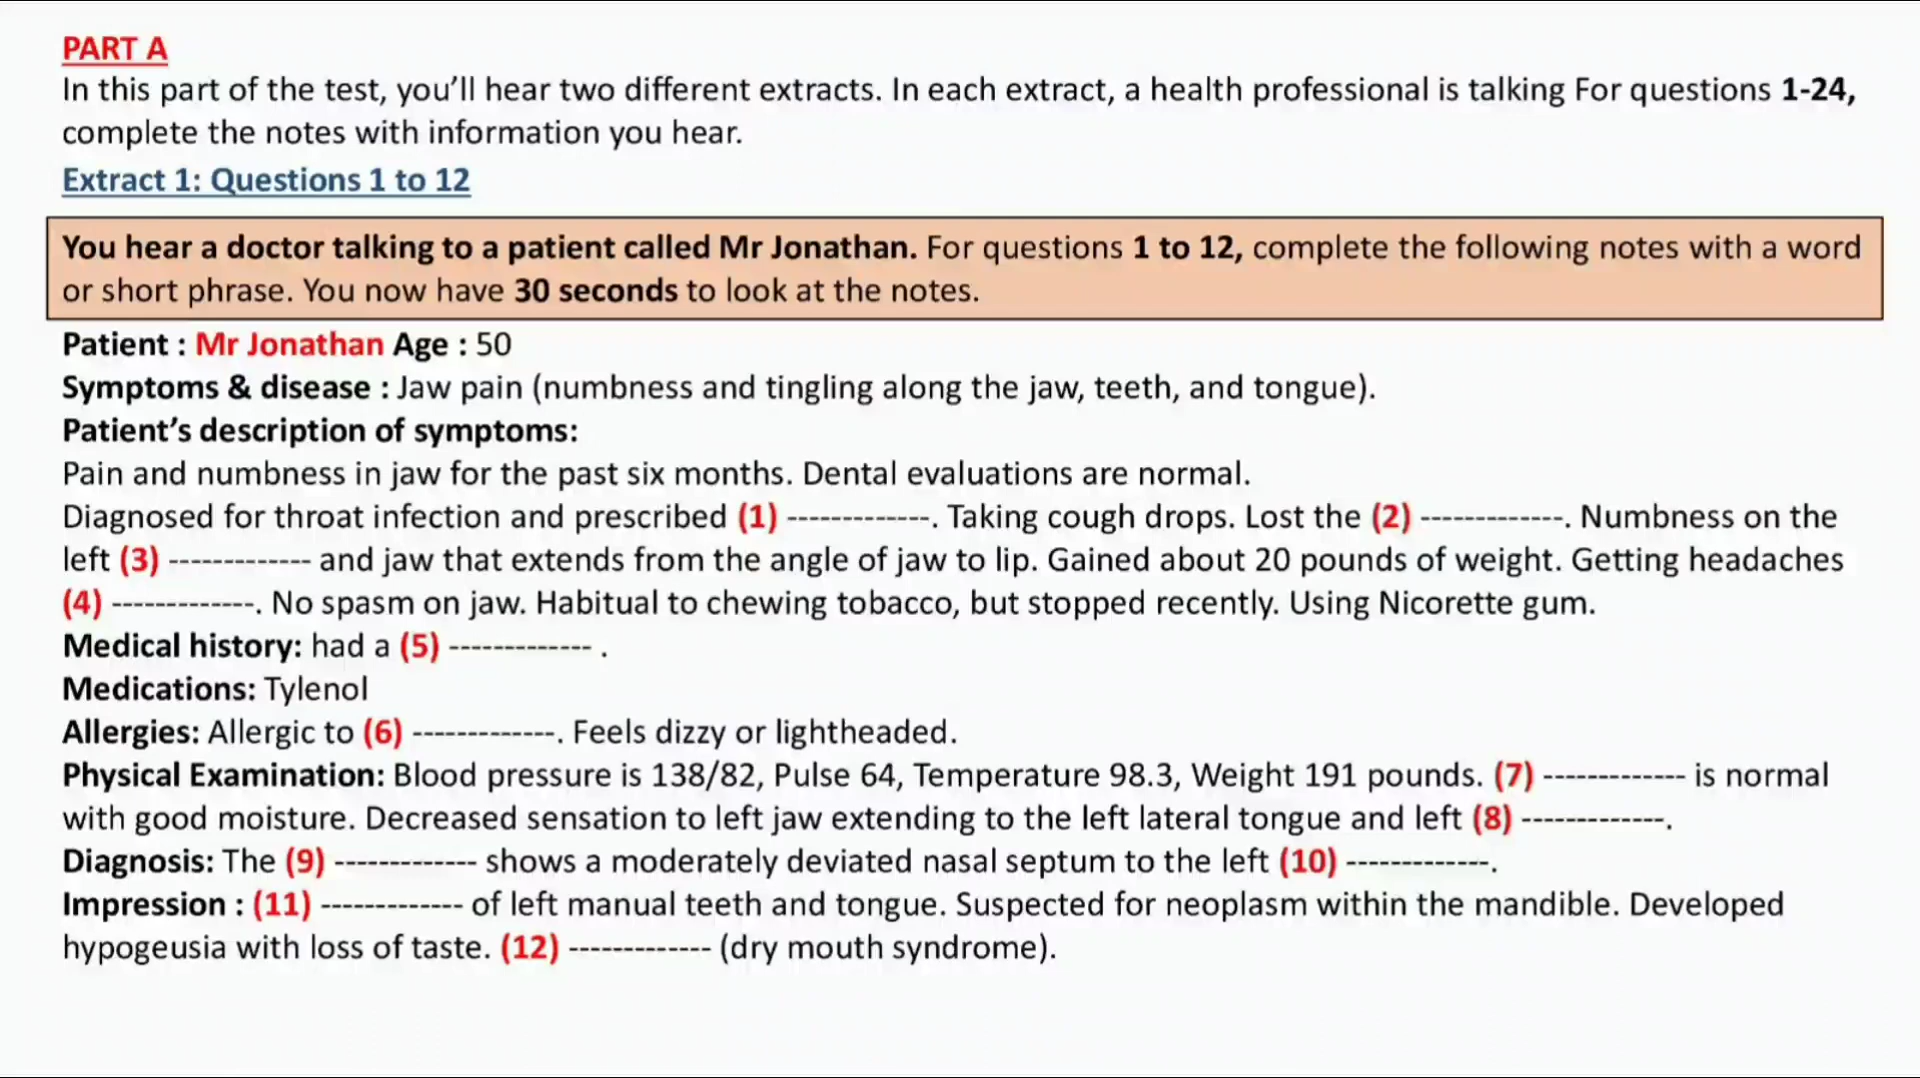 PART A
In this part of the test, you’ll hear two different extracts. In each extract, a health professional is talking For questions 1-24,
complete the notes with information you hear.
Extract 1: Questions 1 to 12
You hear a doctor talking to a patient called Mr Jonathan. For questions 1 to 12, complete the following notes with a word
or short phrase. You now have 30 seconds to look at the notes.
Patient : Mr Jonathan Age : 50
Symptoms & disease : Jaw pain (numbness and tingling along the jaw, teeth, and tongue).
Patient’s description of symptoms:
Pain and numbness in jaw for the past six months. Dental evaluations are normal.
Diagnosed for throat infection and prescribed (1) -------------. Taking cough drops. Lost the (2) -------------. Numbness on the
left (3) ------------- and jaw that extends from the angle of jaw to lip. Gained about 20 pounds of weight. Getting headaches
(4) -------------. No spasm on jaw. Habitual to chewing tobacco, but stopped recently. Using Nicorette gum.
Medical history: had a (5) ------------- .
Medications: Tylenol
Allergies: Allergic to (6) -------------. Feels dizzy or lightheaded.
Physical Examination: Blood pressure is 138/82, Pulse 64, Temperature 98.3, Weight 191 pounds. (7) ------------- is normal
with good moisture. Decreased sensation to left jaw extending to the left lateral tongue and left (8) -------------.
Diagnosis: The (9) ------------- shows a moderately deviated nasal septum to the left (10) -------------.
Impression : (11) ------------- of left manual teeth and tongue. Suspected for neoplasm within the mandible. Developed
hypogeusia with loss of taste. (12) ------------- (dry mouth syndrome).